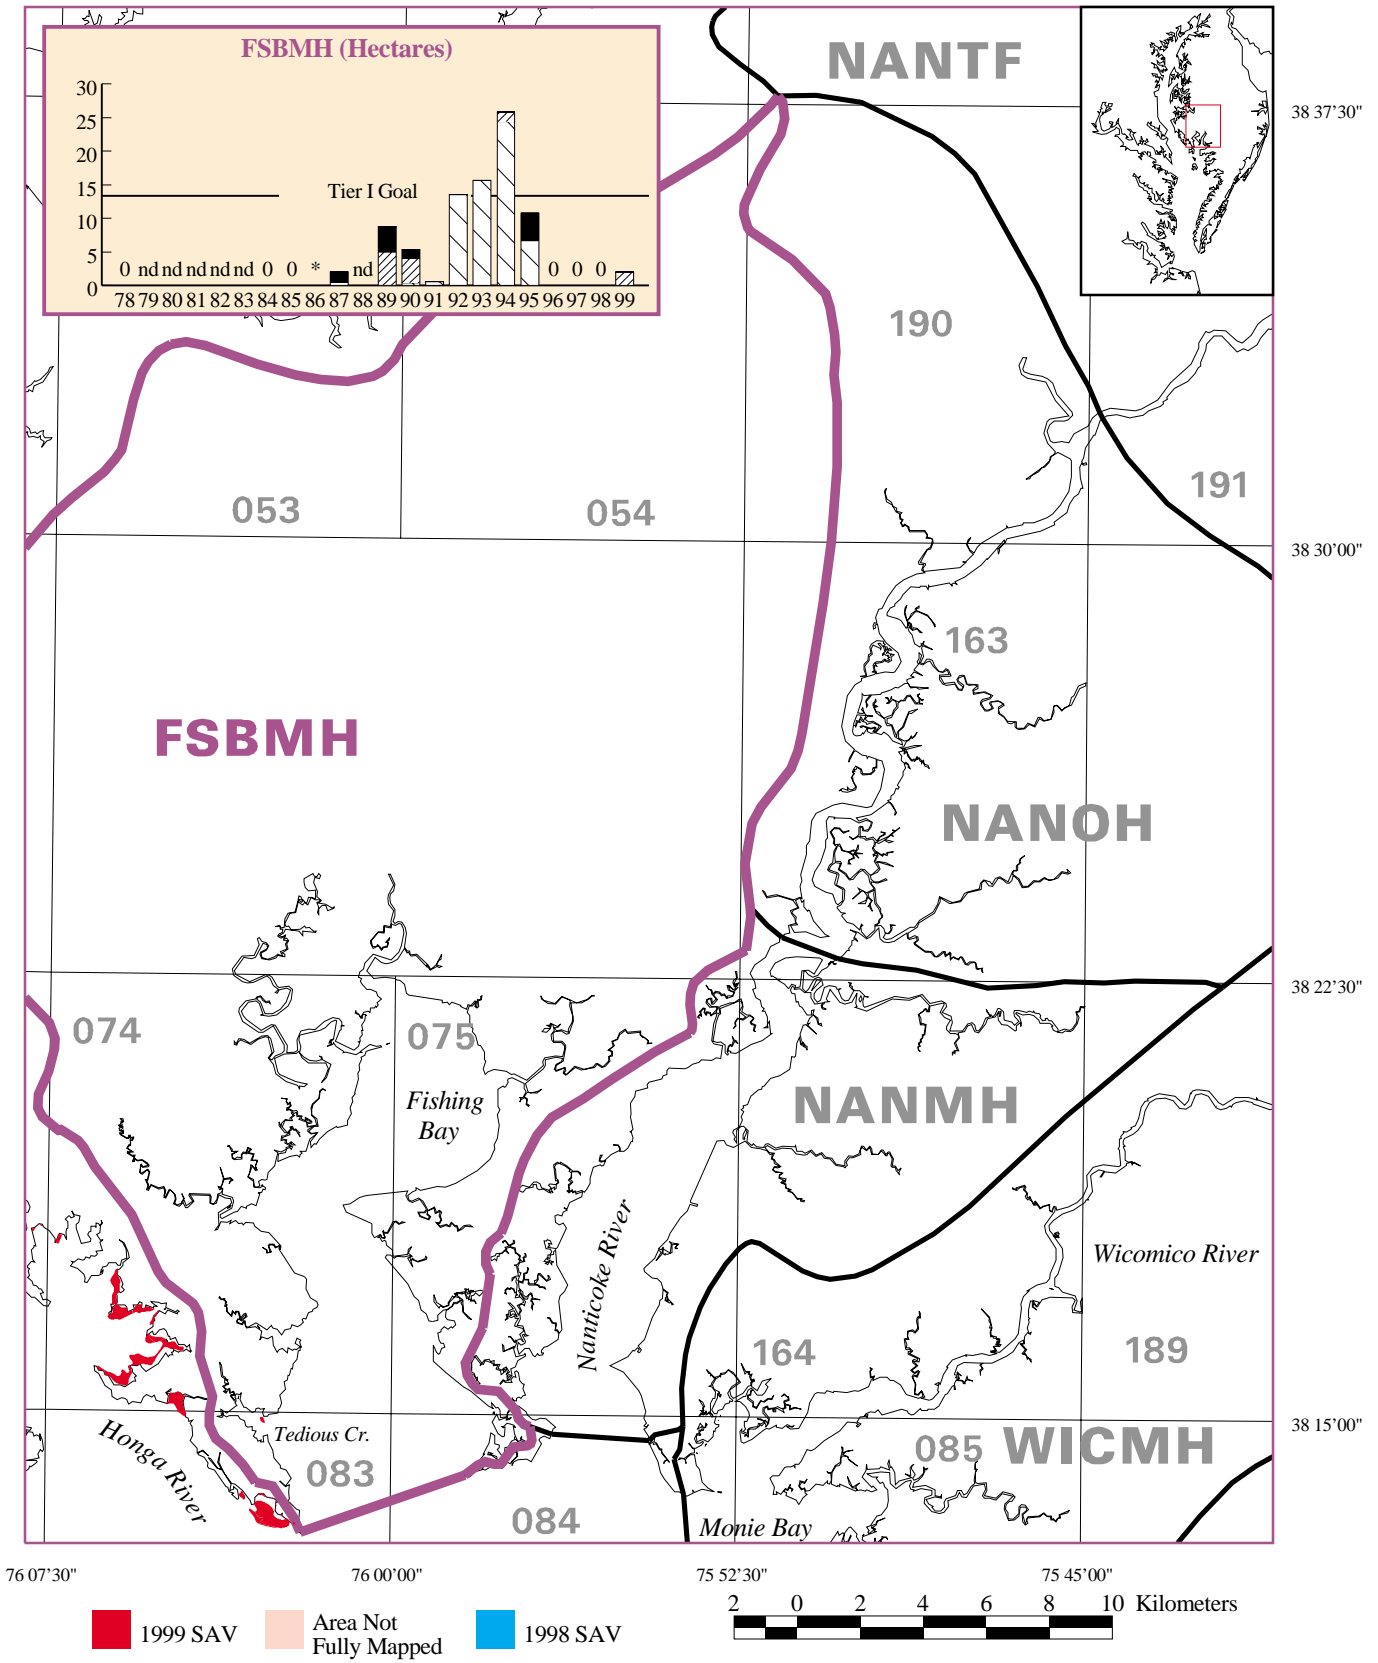 FSBMH (Hectares)
30
25
20
15
10
5
0
Tier I Goal
0 nd nd nd nd nd 0 0 * nd 0 0 0
78 79 80 81 82 83 84 85 86 87 88 89 90 91 92 93 94 95 96 97 98 99
NANTF
38 37'30"
190
191
053
054
38 30'00"
163
FSBMH
NANOH
38 22'30"
074
075
Fishing
Bay
NANMH
Nanticoke River
Wicomico River
164
189
38 15'00"
Honga River
Tedious Cr.
083
085
WICMH
084
Monie Bay
76 07'30"
76 00'00"
75 52'30"
75 45'00"
1999 SAV
Area Not
Fully Mapped
1998 SAV
2 0 2 4 6 8 10 Kilometers